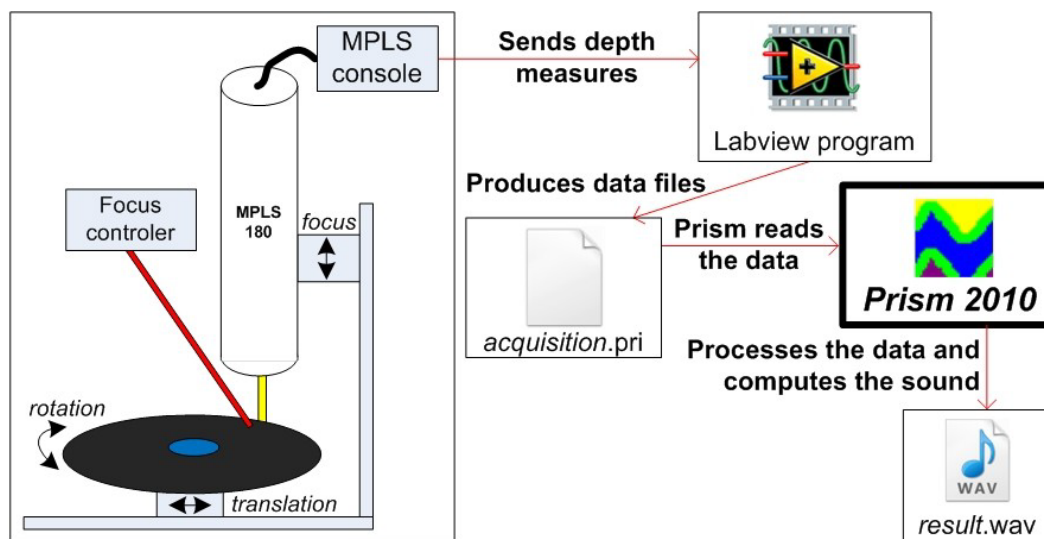 MPLS
console
Sends depth
measures
Labview program
Produces data files
Focus
controler
MPLS
180
focus
Prism reads
the data
acquisition.pri
Prism 2010
Processes the data and
computes the sound
rotation
translation
WAV
result.wav